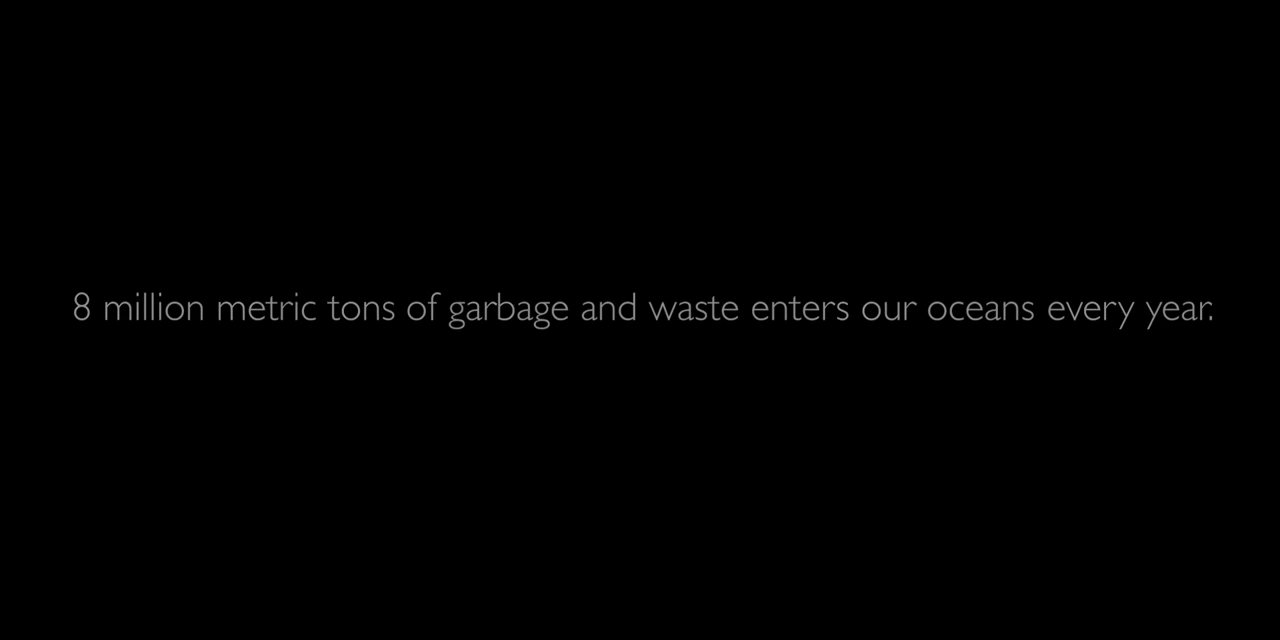 8 million metric tons of garbage and waste enters our oceans every year.